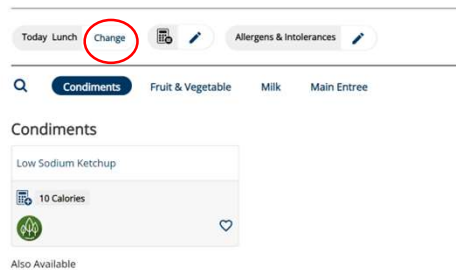 Today Lunch Change Allergens & Intolerances
Condiments Fruit & Vegetable Milk Main Entree
Condiments
Low Sodium Ketchup
10 Calories
Also Available